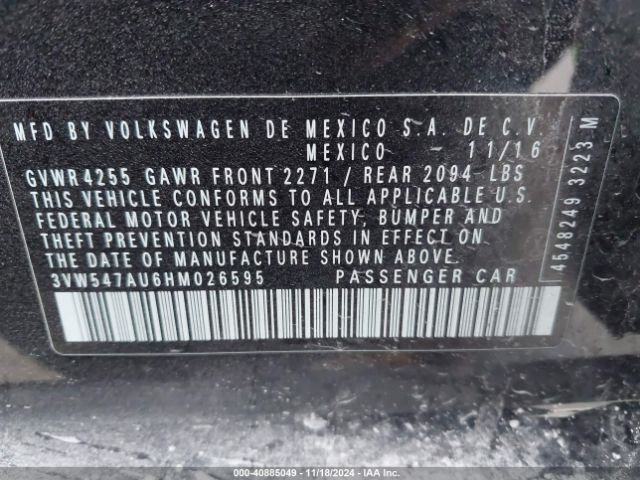 MFD BY VOLKSWAGEN DE MEXICO S.A. DE C.V.
MEXICO - 11/16
GVWR4255 GAWR FRONT 2271 / REAR 2094 LBS
THIS VEHICLE CONFORMS TO ALL APPLICABLE U.S.
FEDERAL MOTOR VEHICLE SAFETY, BUMPER AND
THEFT PREVENTION STANDARDS IN EFFECT ON
THE DATE OF MANUFACTURE SHOWN ABOVE.
3VW547AU6HM026595 PASSENGER CAR
4548249 3223 M
000-40885049 - 11/18/2024 - IAA Inc.